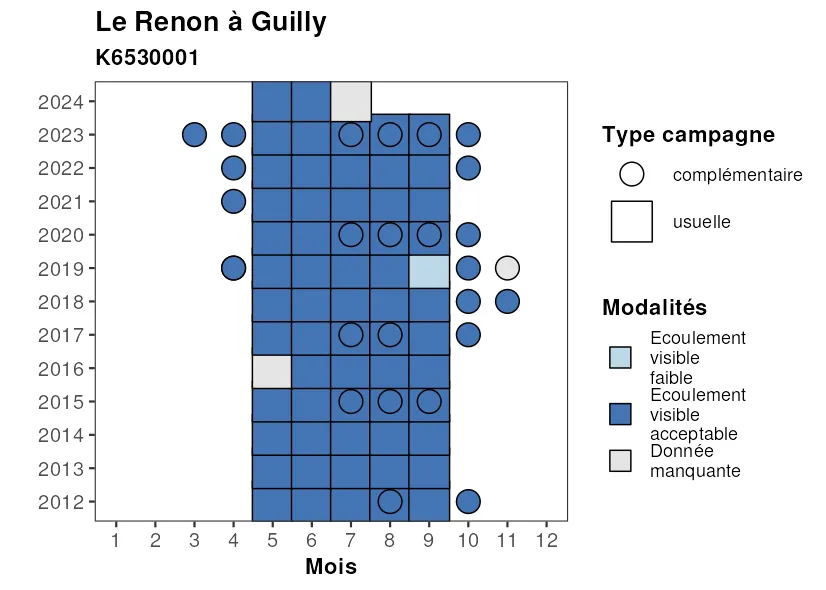 Le Renon à Guilly
K6530001
2024
2023
2022
2021
2020
2019
2018
2017
2016
2015
2014
2013
2012
1 2 3 4 5 6 7 8 9 10 11 12
Mois
Type campagne
complémentaire
usuelle
Modalités
Ecoulement
visible
faible
Ecoulement
visible
acceptable
Donnée
manquante